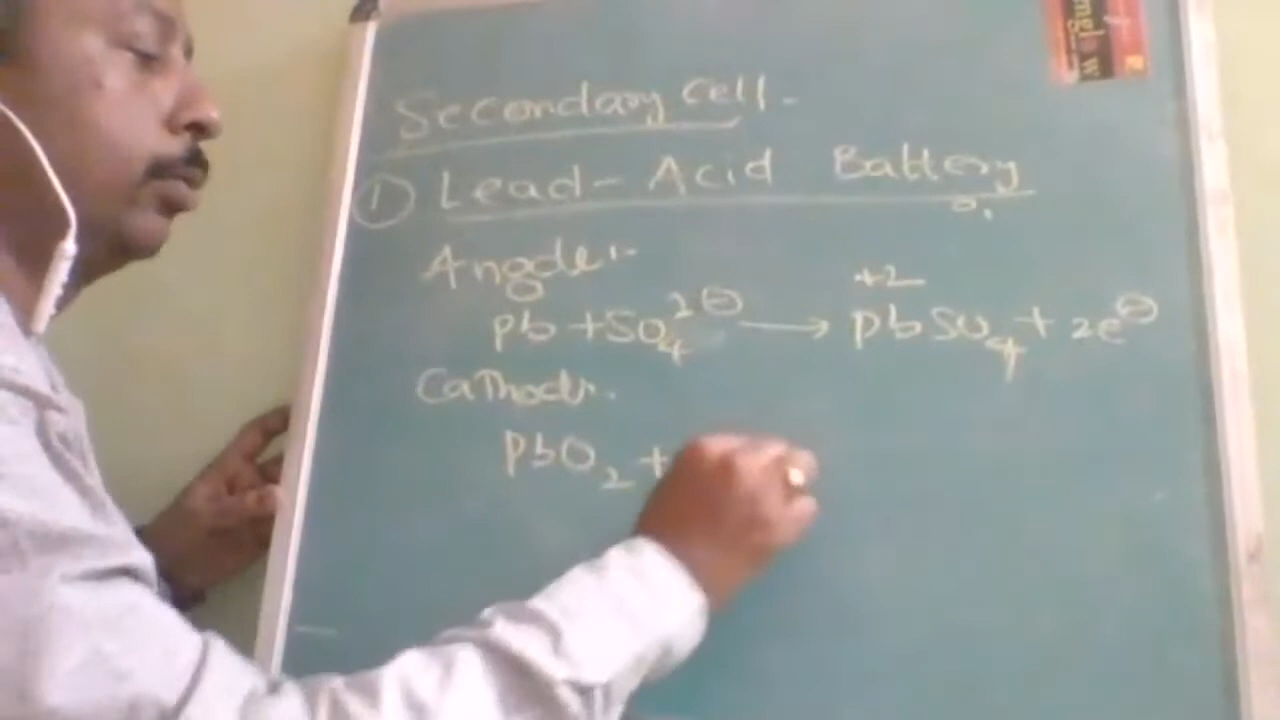 Secondary Cell.
① Lead-Acid Battery
Anode:-
+2
pb + SO₄²⊖ → pbSO₄ + 2e⊖
Cathode.
PbO₂ +